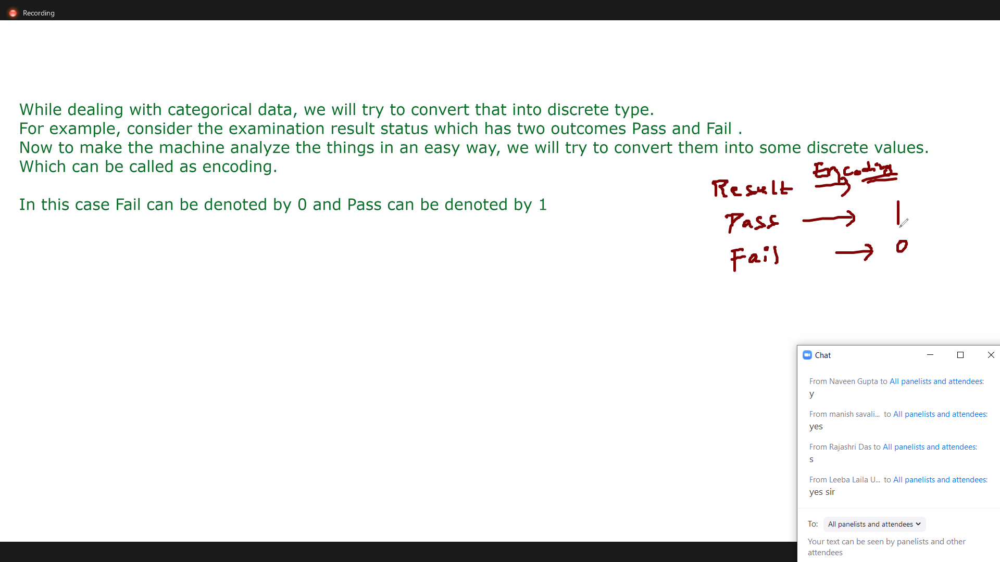 Recording
While dealing with categorical data, we will try to convert that into discrete type.
For example, consider the examination result status which has two outcomes Pass and Fail .
Now to make the machine analyze the things in an easy way, we will try to convert them into some discrete values.
Which can be called as encoding.
In this case Fail can be denoted by 0 and Pass can be denoted by 1
Encoding
Result →
Pass → 1
Fail → 0
Chat
From Naveen Gupta to All panelists and attendees:
y
From manish savali... to All panelists and attendees:
yes
From Rajashri Das to All panelists and attendees:
s
From Leeba Laila U... to All panelists and attendees:
yes sir
To: All panelists and attendees
Your text can be seen by panelists and other
attendees